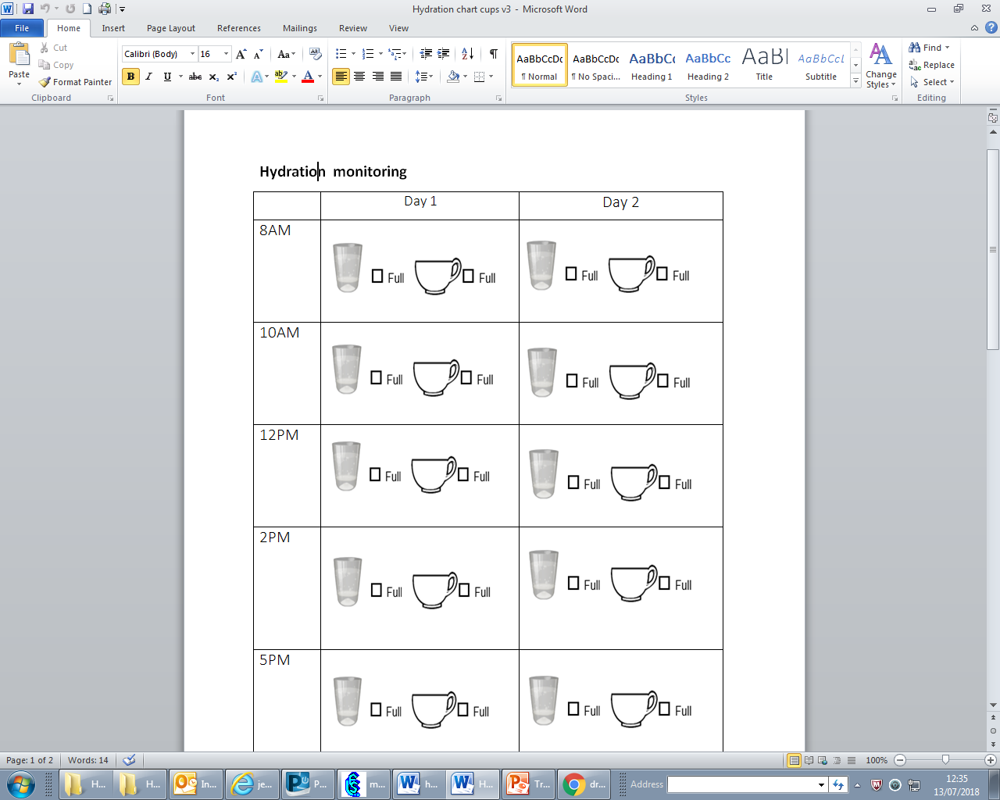 Hydration chart cups v3 - Microsoft Word
File Home Insert Page Layout References Mailings Review View
Paste Cut Copy Format Painter
Calibri (Body) 16
AaBbCcDc AaBbCcDc AaBbCc AaBbCc AaBI AaBbCcL
¶ Normal ¶ No Spaci... Heading 1 Heading 2 Title Subtitle
Change Styles
Find Replace Select
Clipboard Font Paragraph Styles Editing
Hydration monitoring
Day 1 Day 2
8AM
Full Full Full Full
10AM
Full Full Full Full
12PM
Full Full Full Full
2PM
Full Full Full Full
5PM
Full Full Full Full
Page: 1 of 2 Words: 14 100%
H... H... In... je... P... m... h... H... Tr... dr... Address 12:35
13/07/2018